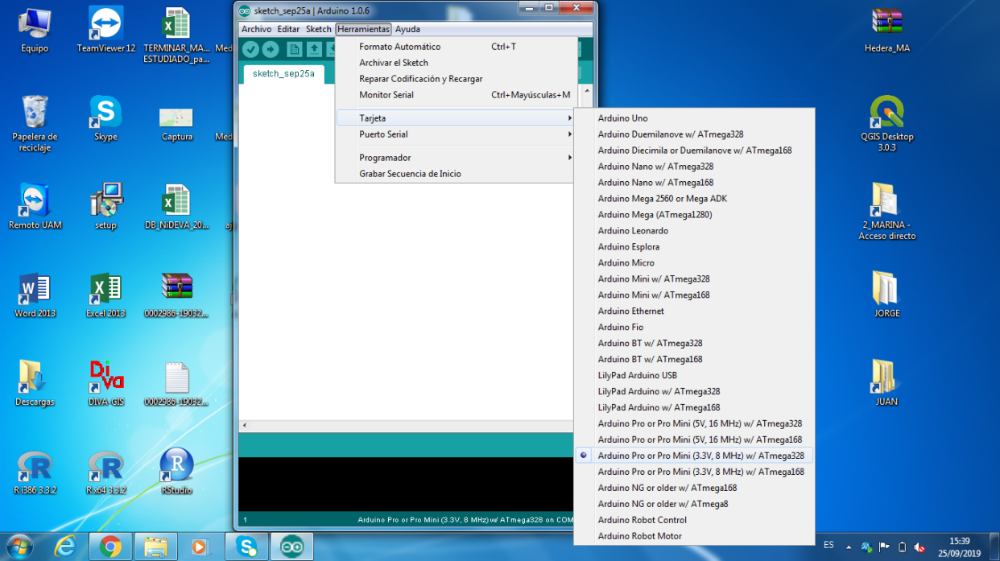 sketch_sep25a | Arduino 1.0.6
Archivo Editar Sketch Herramientas Ayuda
sketch_sep25a
Formato Automático Ctrl+T
Archivar el Sketch
Reparar Codificación y Recargar
Monitor Serial Ctrl+Mayúsculas+M
Tarjeta
Puerto Serial
Programador
Grabar Secuencia de Inicio
Arduino Uno
Arduino Duemilanove w/ ATmega328
Arduino Diecimila or Duemilanove w/ ATmega168
Arduino Nano w/ ATmega328
Arduino Nano w/ ATmega168
Arduino Mega 2560 or Mega ADK
Arduino Mega (ATmega1280)
Arduino Leonardo
Arduino Esplora
Arduino Micro
Arduino Mini w/ ATmega328
Arduino Mini w/ ATmega168
Arduino Ethernet
Arduino Fio
Arduino BT w/ ATmega328
Arduino BT w/ ATmega168
LilyPad Arduino USB
LilyPad Arduino w/ ATmega328
LilyPad Arduino w/ ATmega168
Arduino Pro or Pro Mini (5V, 16 MHz) w/ ATmega328
Arduino Pro or Pro Mini (5V, 16 MHz) w/ ATmega168
Arduino Pro or Pro Mini (3.3V, 8 MHz) w/ ATmega328
Arduino Pro or Pro Mini (3.3V, 8 MHz) w/ ATmega168
Arduino NG or older w/ ATmega168
Arduino NG or older w/ ATmega8
Arduino Robot Control
Arduino Robot Motor
1 Arduino Pro or Pro Mini (3.3V, 8 MHz) w/ ATmega328 on COM
Equipo
TeamViewer 12
TERMINAR_MA...
ESTUDIADO_pa...
Med
Papelera de
reciclaje
Skype
Captura
Med
Remoto UAM
setup
DB_NiDEVA_20...
aj
Word 2013
Excel 2013
0002986-19032...
Descargas
Diva
DIVA-GIS
0002986-19032...
R i386 3.3.2
R x64 3.3.2
RStudio
Hedera_MA
QGIS Desktop
3.0.3
2_MARINA -
Acceso directo
JORGE
JUAN
ES
15:39
25/09/2019